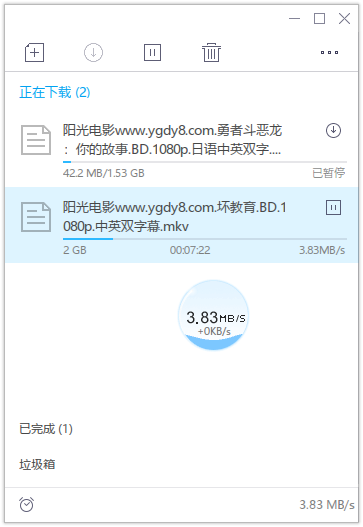 正在下载 (2)
阳光电影www.ygdy8.com.勇者斗恶龙
：你的故事.BD.1080p.日语中英双字....
42.2 MB/1.53 GB 已暂停
阳光电影www.ygdy8.com.坏教育.BD.1
080p.中英双字幕.mkv
2 GB 00:07:22 3.83MB/s
3.83MB/S
+0KB/s
已完成 (1)
垃圾箱
3.83 MB/s